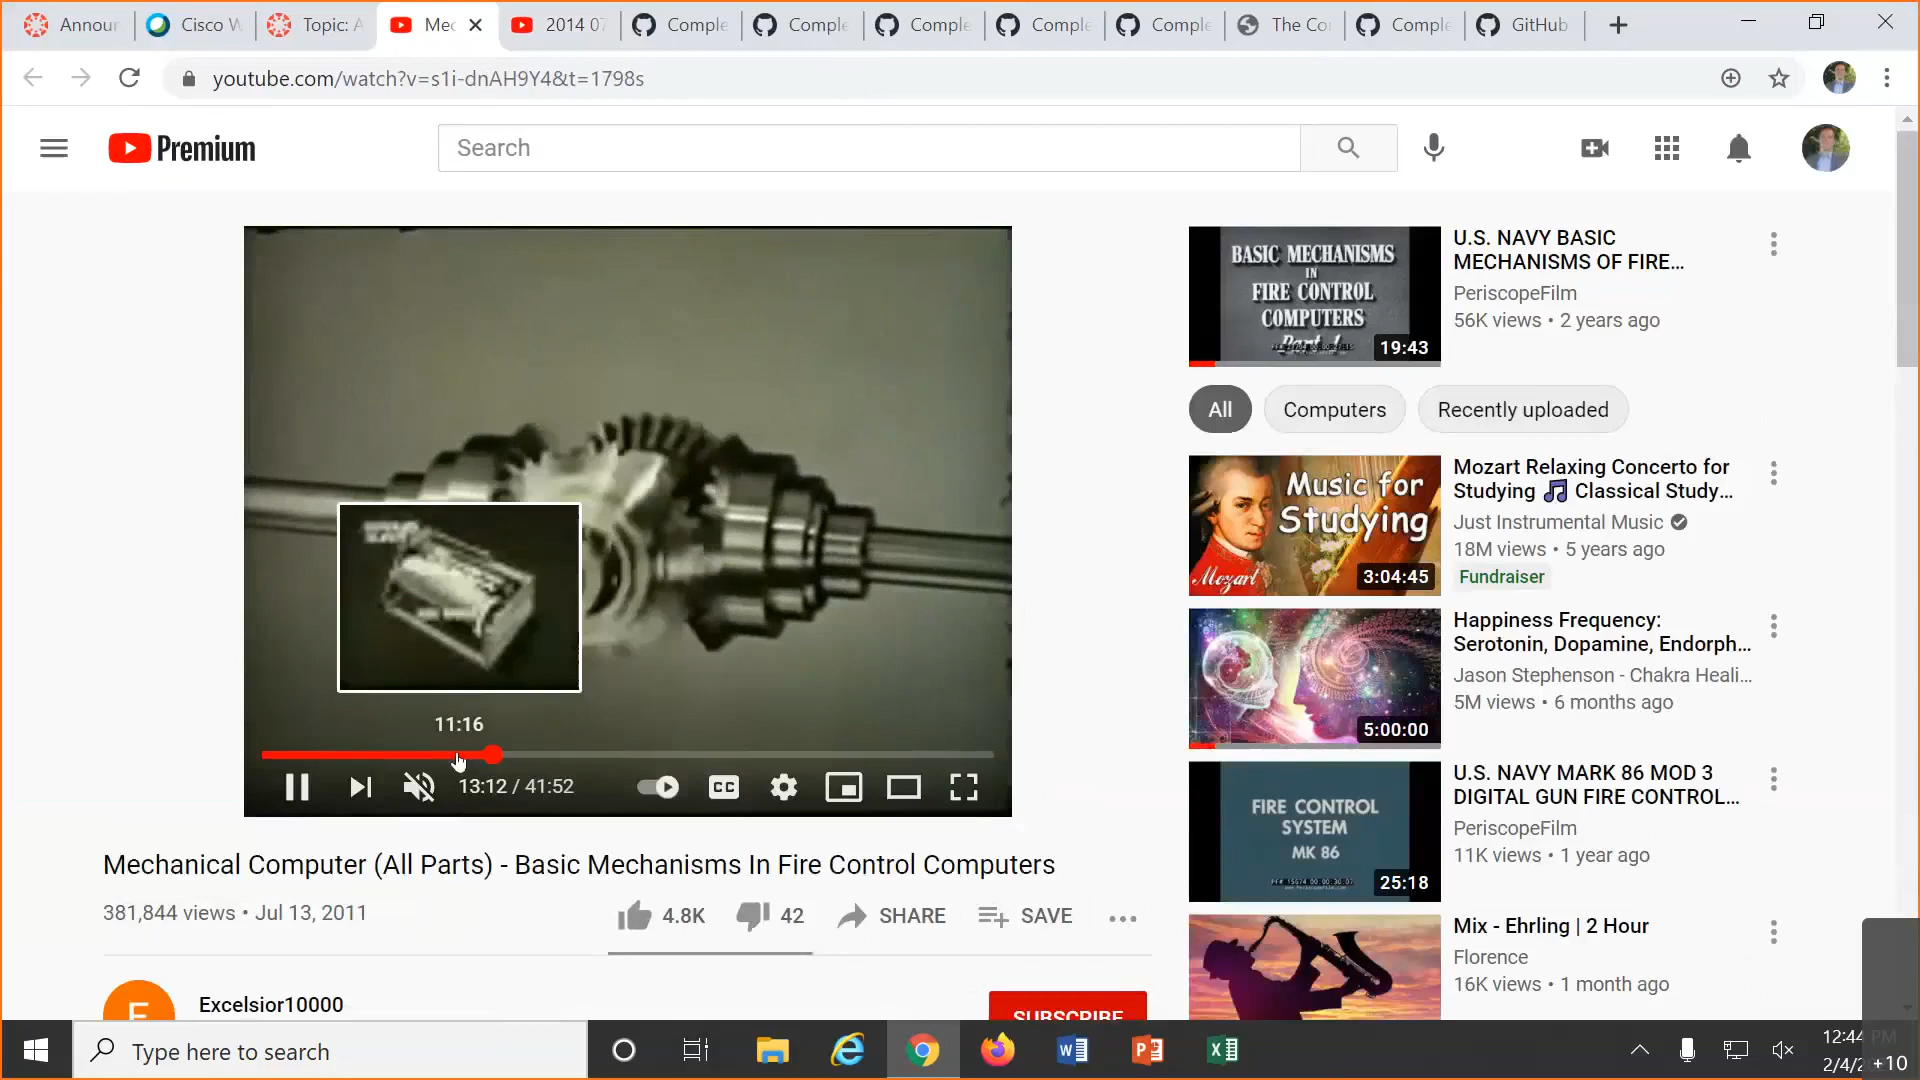 Annour
Cisco W
Topic: A
Mec
2014 07
Comple
Comple
Comple
Comple
Comple
The Co
Comple
GitHub
youtube.com/watch?v=s1i-dnAH9Y4&t=1798s
Premium
Search
BASIC MECHANISMS
IN
FIRE CONTROL
COMPUTERS
Part 1
19:43
U.S. NAVY BASIC
MECHANISMS OF FIRE...
PeriscopeFilm
56K views • 2 years ago
All
Computers
Recently uploaded
Music for
Studying
Mozart
3:04:45
Mozart Relaxing Concerto for
Studying 🎵 Classical Study...
Just Instrumental Music
18M views • 5 years ago
Fundraiser
5:00:00
Happiness Frequency:
Serotonin, Dopamine, Endorph...
Jason Stephenson - Chakra Heali...
5M views • 6 months ago
FIRE CONTROL
SYSTEM
MK 86
25:18
U.S. NAVY MARK 86 MOD 3
DIGITAL GUN FIRE CONTROL...
PeriscopeFilm
11K views • 1 year ago
Mix - Ehrling | 2 Hour
Florence
16K views • 1 month ago
11:16
13:12 / 41:52
CC
Mechanical Computer (All Parts) - Basic Mechanisms In Fire Control Computers
381,844 views • Jul 13, 2011
4.8K
42
SHARE
SAVE
E
Excelsior10000
SUBSCRIBE
Type here to search
12:44 PM
2/4/2
+10